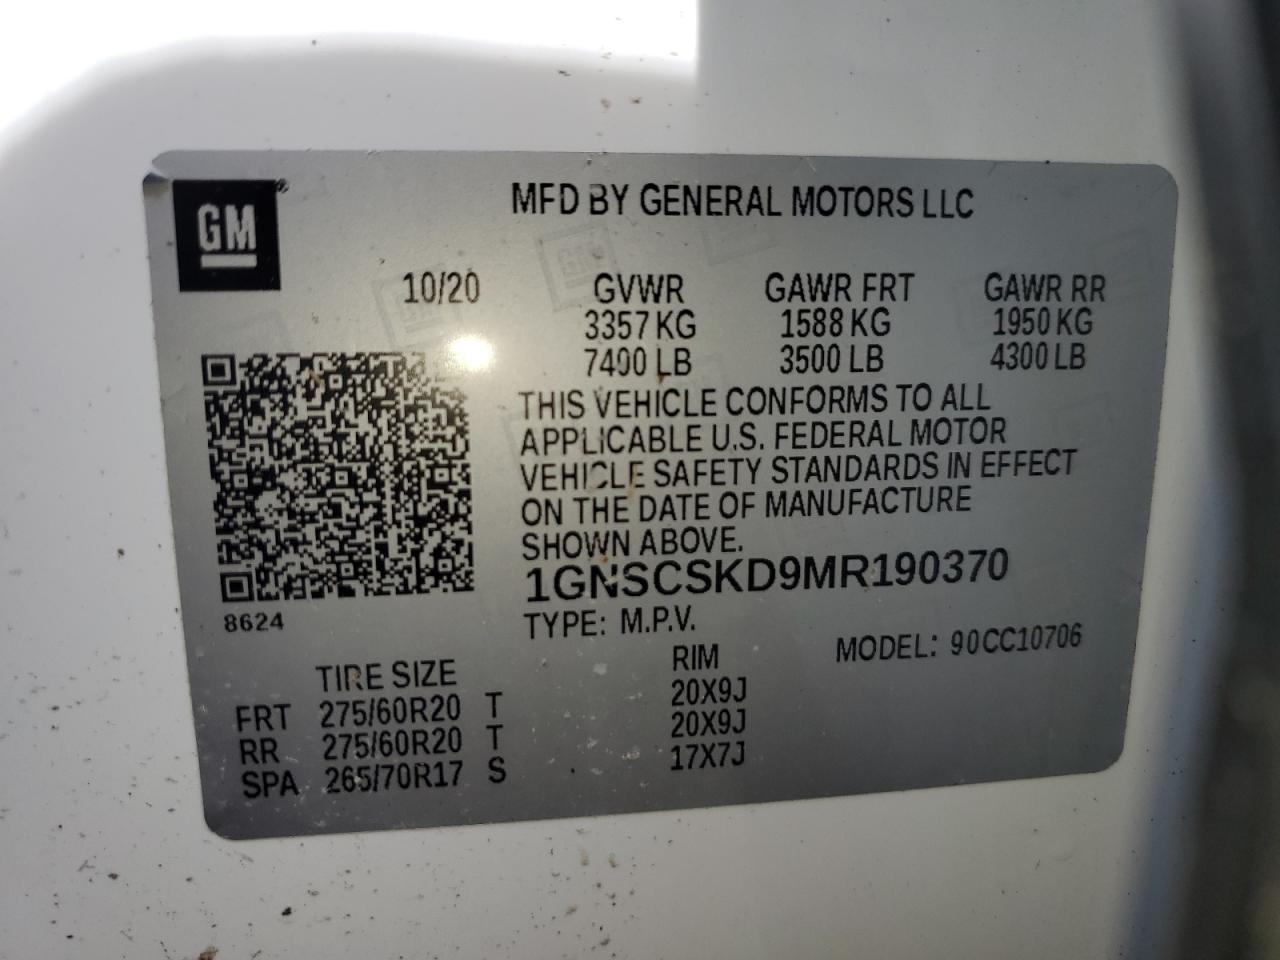 GM
MFD BY GENERAL MOTORS LLC
10/20 GVWR GAWR FRT GAWR RR
3357 KG 1588 KG 1950 KG
7400 LB 3500 LB 4300 LB
THIS VEHICLE CONFORMS TO ALL
APPLICABLE U.S. FEDERAL MOTOR
VEHICLE SAFETY STANDARDS IN EFFECT
ON THE DATE OF MANUFACTURE
SHOWN ABOVE.
1GNSCSKD9MR190370
8624
TYPE: M.P.V. MODEL: 90CC10706
TIRE SIZE RIM
FRT 275/60R20 T 20X9J
RR 275/60R20 T 20X9J
SPA 265/70R17 S 17X7J